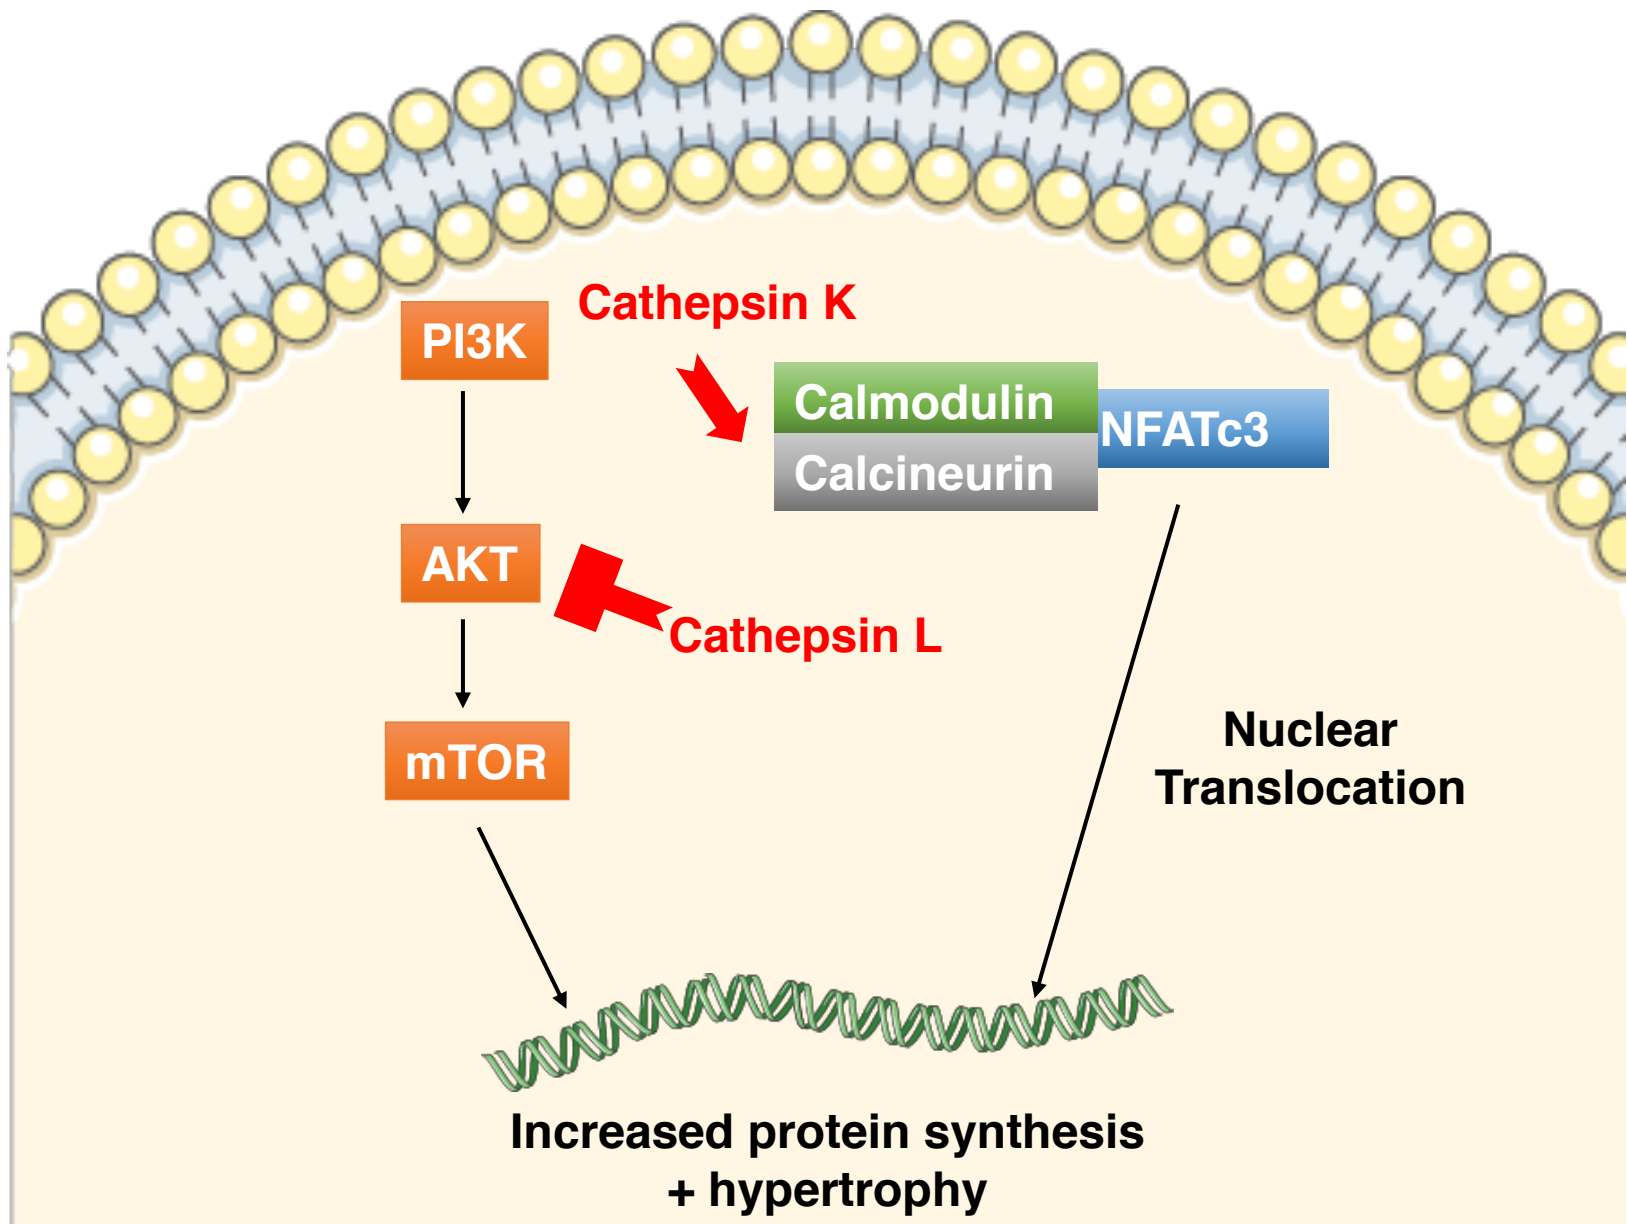 Cathepsin K
PI3K
Calmodulin
NFATc3
Calcineurin
AKT
Cathepsin L
mTOR
Nuclear
Translocation
Increased protein synthesis
+ hypertrophy